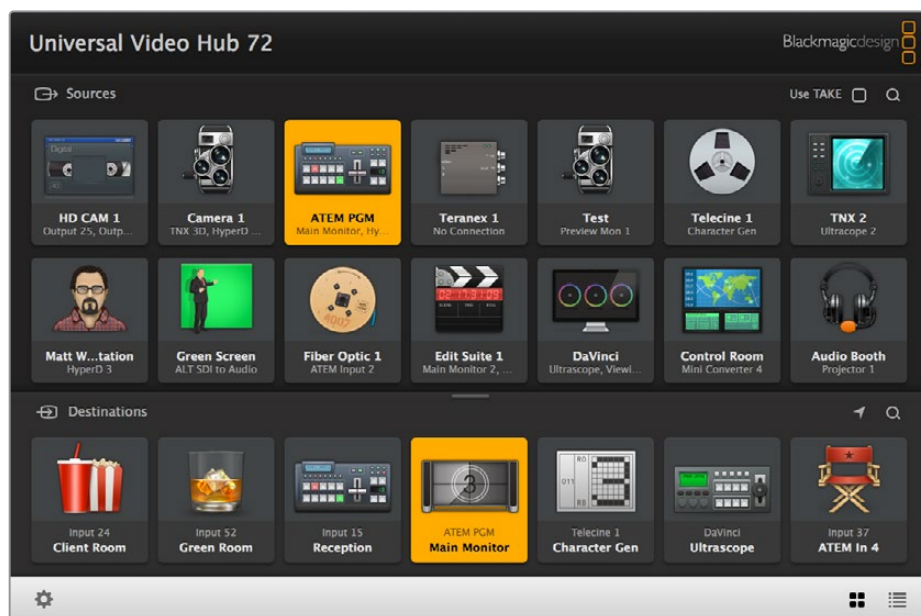 Universal Video Hub 72
Blackmagicdesign
Sources
Use TAKE
HD CAM 1
Output 25, Outp...
Camera 1
TNX 3D, HyperD ...
ATEM PGM
Main Monitor, Hy...
Teranex 1
No Connection
Test
Preview Mon 1
Telecine 1
Character Gen
TNX 2
Ultracope 2
Matt W...tation
HyperD 3
Green Screen
ALT SDI to Audio
4007
Fiber Optic 1
ATEM Input 2
Edit Suite 1
Main Monitor 2, ...
DaVinci
Ultrascope, Viewi...
Control Room
Mini Converter 4
Audio Booth
Projector 1
Destinations
Input 24
Client Room
Input 52
Green Room
Input 15
Reception
3
ATEM PGM
Main Monitor
Telecine 1
Character Gen
DaVinci
Ultrascope
Input 37
ATEM In 4